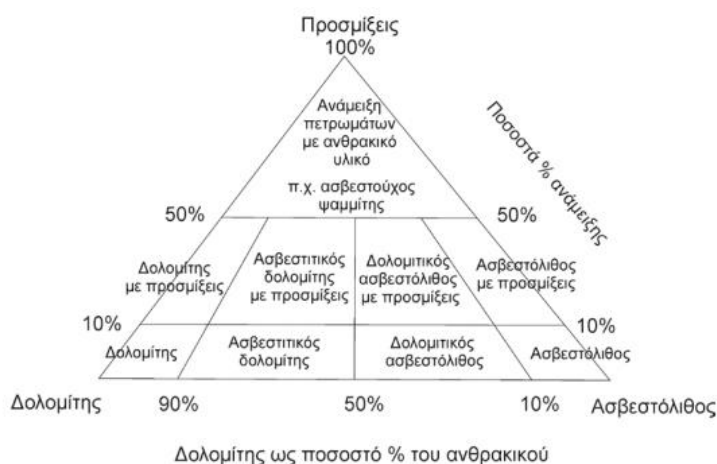 Προσμίξεις
100%
Ανάμειξη
πετρωμάτων
με ανθρακικό
υλικό
π.χ. ασβεστούχος
ψαμμίτης
Ποσοστά % ανάμειξης
50%
50%
Δολομίτης
με προσμίξεις
Ασβεστιτικός
δολομίτης
με προσμίξεις
Δολομιτικός
ασβεστόλιθος
με προσμίξεις
Ασβεστόλιθος
με προσμίξεις
10%
10%
Δολομίτης
Ασβεστιτικός
δολομίτης
Δολομιτικός
ασβεστόλιθος
Ασβεστόλιθος
Δολομίτης
90%
50%
10%
Ασβεστόλιθος
Δολομίτης ως ποσοστό % του ανθρακικού